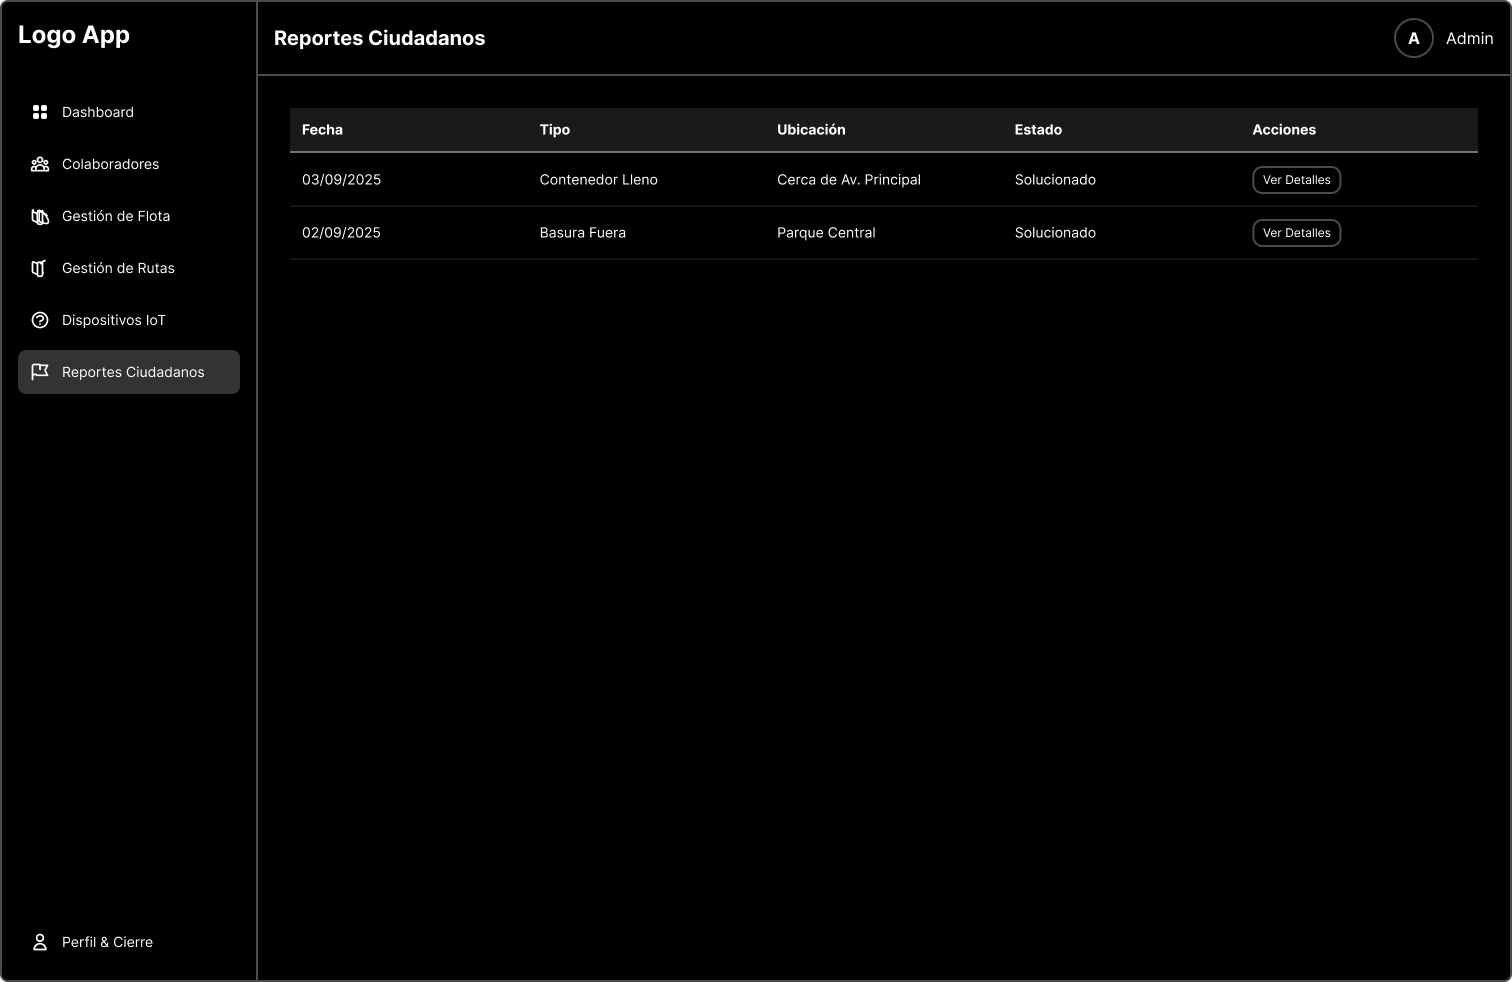 Logo App
Dashboard
Colaboradores
Gestión de Flota
Gestión de Rutas
Dispositivos IoT
Reportes Ciudadanos
Perfil & Cierre
Reportes Ciudadanos
A Admin
Fecha Tipo Ubicación Estado Acciones
03/09/2025 Contenedor Lleno Cerca de Av. Principal Solucionado Ver Detalles
02/09/2025 Basura Fuera Parque Central Solucionado Ver Detalles